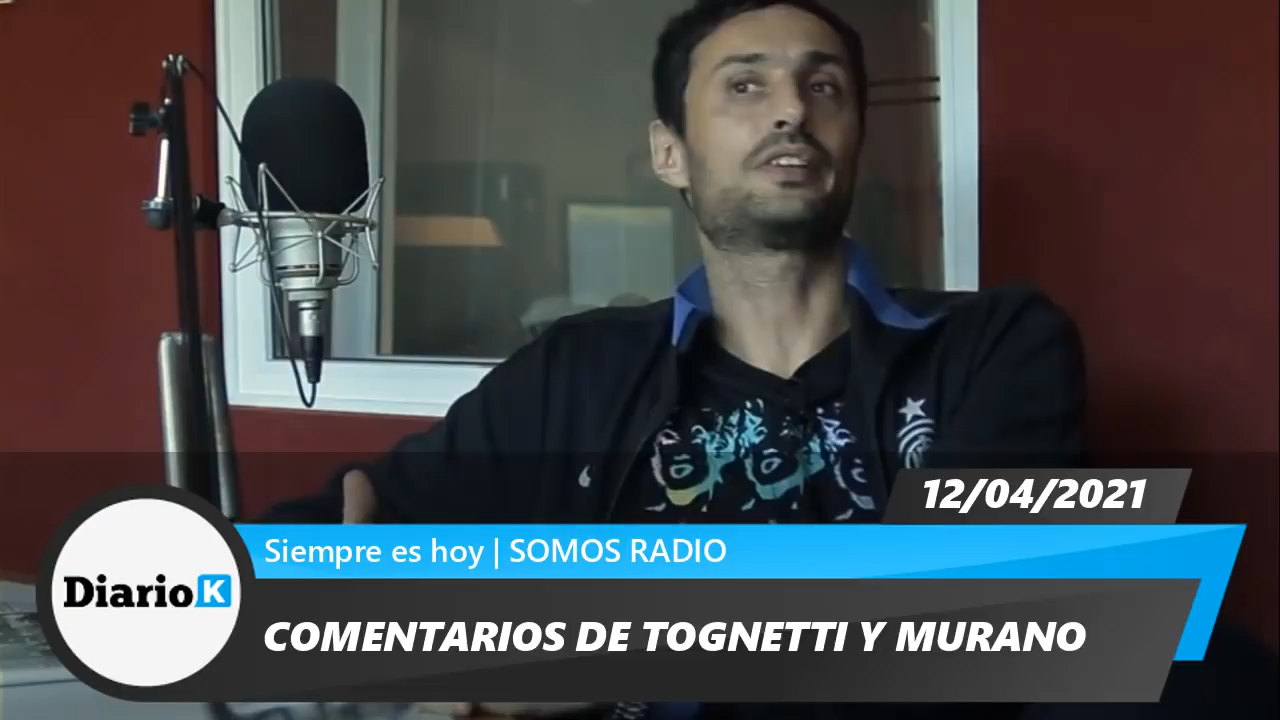 12/04/2021
Siempre es hoy | SOMOS RADIO
DiarioK
COMENTARIOS DE TOGNETTI Y MURANO